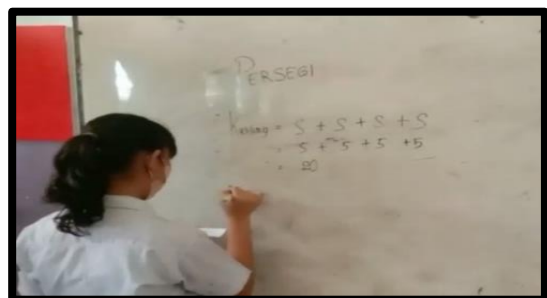 PERSEGI
- Keliling = S + S + S + S
= 5 + 5 + 5 + 5
= 20